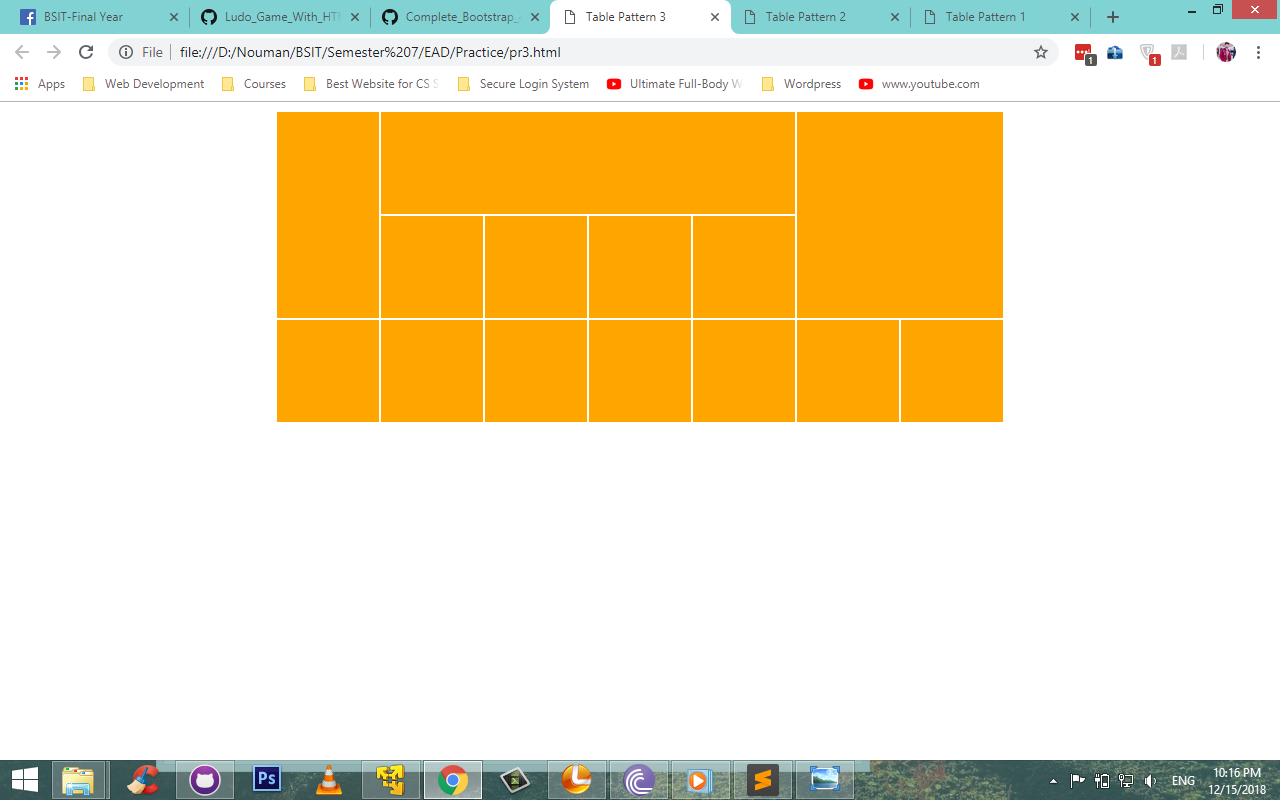 BSIT-Final Year
Ludo_Game_With_HTM
Complete_Bootstrap_
Table Pattern 3
Table Pattern 2
Table Pattern 1
File file:///D:/Nouman/BSIT/Semester%207/EAD/Practice/pr3.html
1
1
Apps
Web Development
Courses
Best Website for CS S
Secure Login System
Ultimate Full-Body W
Wordpress
www.youtube.com
Ps
ENG
10:16 PM
12/15/2018